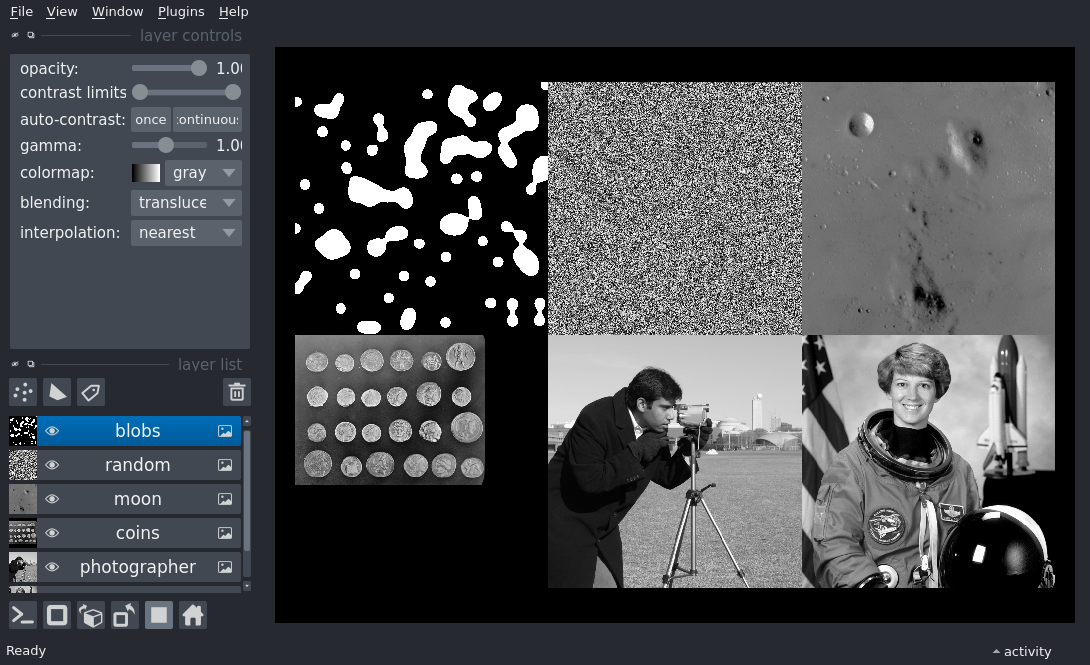 File View Window Plugins Help
layer controls
opacity: 1.0
contrast limits
auto-contrast: once continuous
gamma: 1.0
colormap: gray
blending: transluce
interpolation: nearest
layer list
blobs
random
moon
coins
photographer
Ready
activity